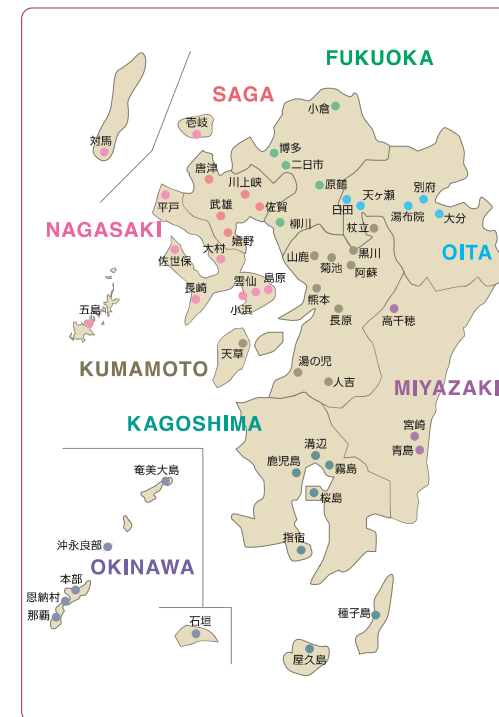 FUKUOKA
SAGA
小倉
壱岐
対馬
博多
二日市
唐津
川上峡
原鶴
天ヶ瀬
別府
平戸
武雄
佐賀
日田
湯布院
大分
NAGASAKI
嬉野
柳川
杖立
大村
佐世保
山鹿
菊池
黒川
阿蘇
OITA
雲仙
島原
長崎
小浜
熊本
長原
高千穂
五島
天草
KUMAMOTO
湯の児
人吉
MIYAZAKI
KAGOSHIMA
宮崎
青島
溝辺
鹿児島
霧島
奄美大島
桜島
沖永良部
指宿
OKINAWA
本部
恩納村
那覇
石垣
種子島
屋久島